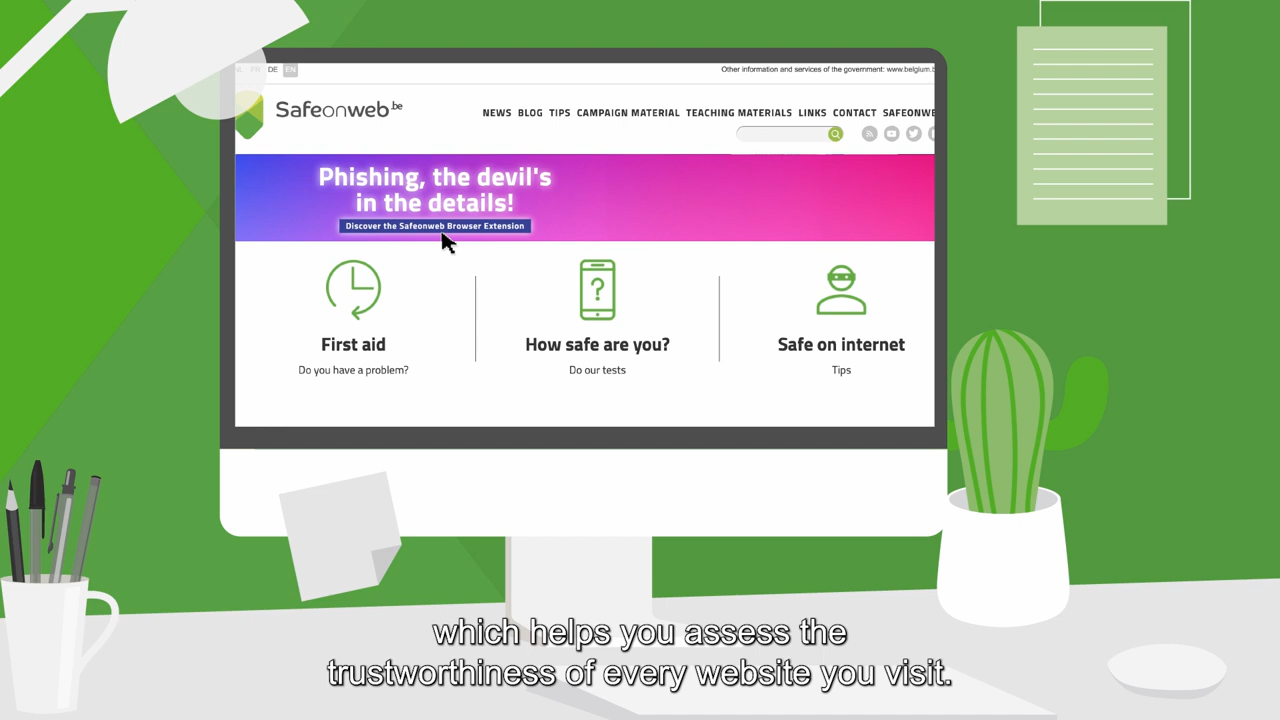 FR DE EN
Other information and services of the government: www.belgium.b
Safeonweb.be
NEWS BLOG TIPS CAMPAIGN MATERIAL TEACHING MATERIALS LINKS CONTACT SAFEONWE
Phishing, the devil's
in the details!
Discover the Safeonweb Browser Extension
?
First aid
How safe are you?
Safe on internet
Do you have a problem?
Do our tests
Tips
which helps you assess the
trustworthiness of every website you visit.